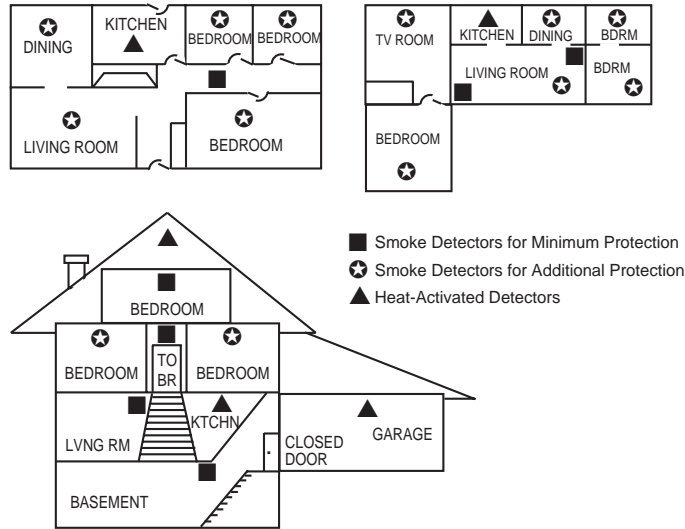 DINING
KITCHEN
BEDROOM
BEDROOM
LIVING ROOM
BEDROOM
TV ROOM
KITCHEN
DINING
BDRM
LIVING ROOM
BDRM
BEDROOM
Smoke Detectors for Minimum Protection
Smoke Detectors for Additional Protection
Heat-Activated Detectors
BEDROOM
BEDROOM
TO
BR
BEDROOM
LVNG RM
KTCHN
CLOSED
DOOR
GARAGE
BASEMENT